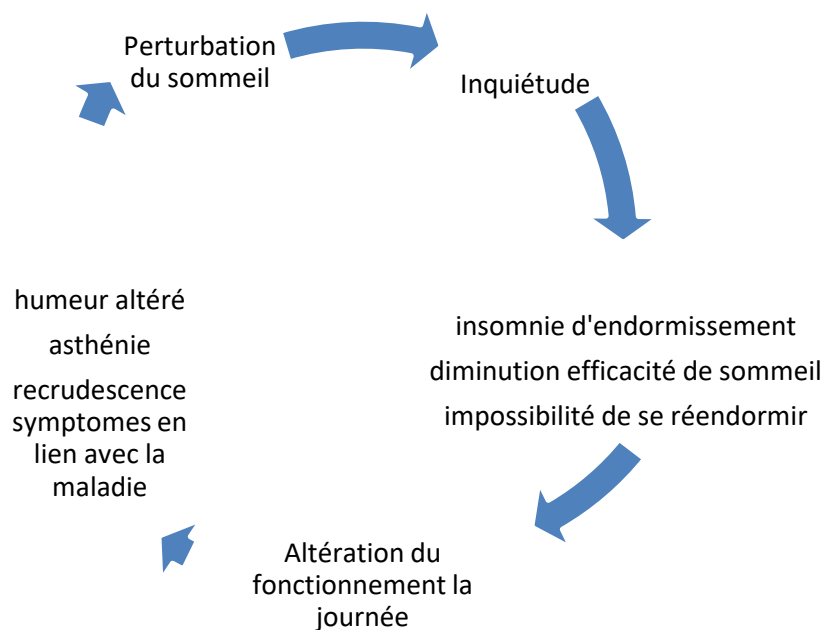 Perturbation
du sommeil
Inquiétude
insomnie d'endormissement
diminution efficacité de sommeil
impossibilité de se réendormir
Altération du
fonctionnement la
journée
humeur altéré
asthénie
recrudescence
symptomes en
lien avec la
maladie